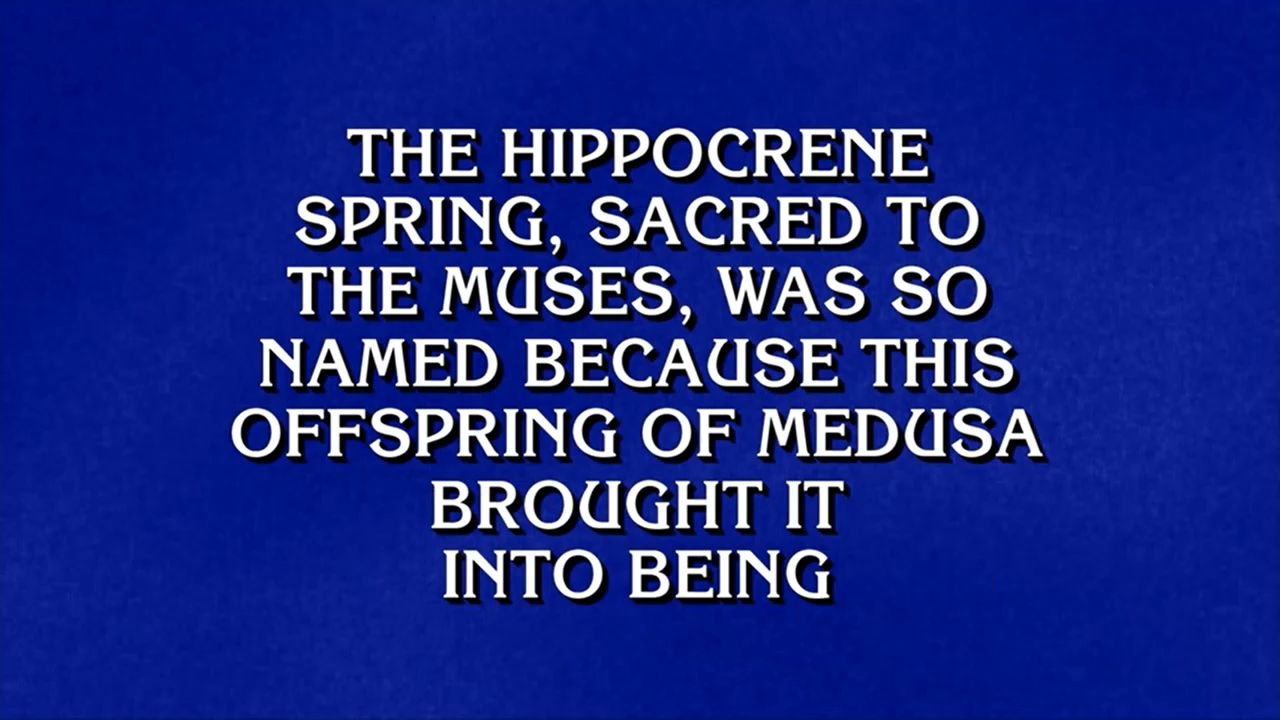 THE HIPPOCRENE
SPRING, SACRED TO
THE MUSES, WAS SO
NAMED BECAUSE THIS
OFFSPRING OF MEDUSA
BROUGHT IT
INTO BEING